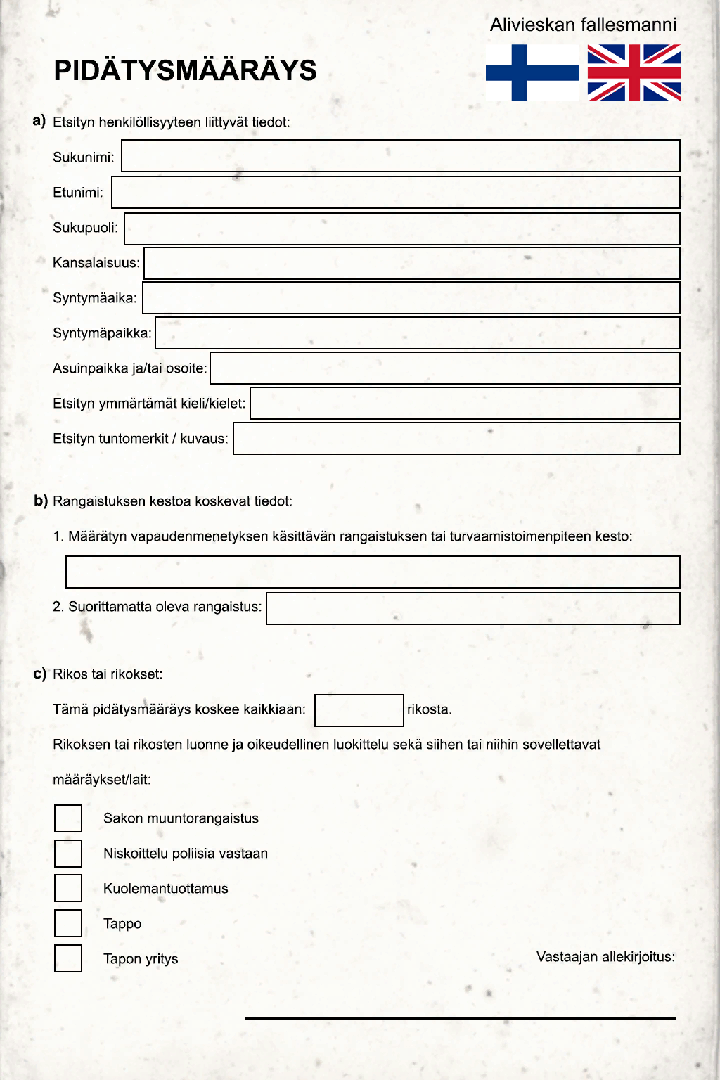 Alivieskan fallesmanni
PIDÄTYSMÄÄRÄYS
a) Etsityn henkilöllisyyteen liittyvät tiedot:
Sukunimi:
Etunimi:
Sukupuoli:
Kansalaisuus:
Syntymäaika:
Syntymäpaikka:
Asuinpaikka ja/tai osoite:
Etsityn ymmärtämät kieli/kielet:
Etsityn tuntomerkit / kuvaus:
b) Rangaistuksen kestoa koskevat tiedot:
1. Määrätyn vapaudenmenetyksen käsittävän rangaistuksen tai turvaamistoimenpiteen kesto:
2. Suorittamatta oleva rangaistus:
c) Rikos tai rikokset:
Tämä pidätysmääräys koskee kaikkiaan: rikosta.
Rikoksen tai rikosten luonne ja oikeudellinen luokittelu sekä siihen tai niihin sovellettavat
määräykset/lait:
Sakon muuntorangaistus
Niskoittelu poliisia vastaan
Kuolemantuottamus
Tappo
Tapon yritys
Vastaajan allekirjoitus: